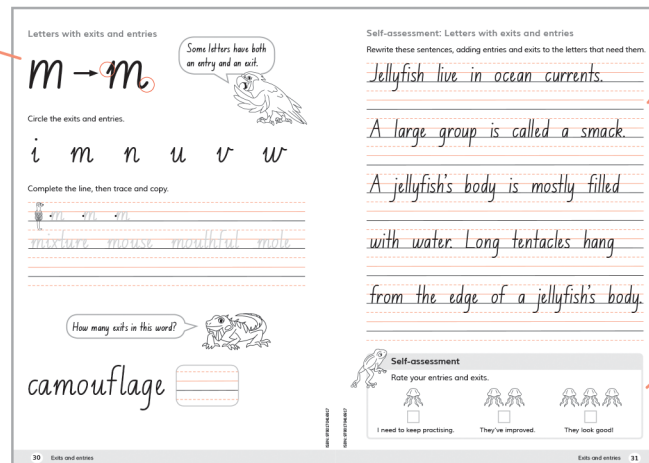 Letters with exits and entries
m → m
Some letters have both
an entry and an exit.
Circle the exits and entries.
i m n u v w
Complete the line, then trace and copy.
m m m
mixture mouse mouthful mole
How many exits in this word?
camouflage
30 Exits and entries
Self-assessment: Letters with exits and entries
Rewrite these sentences, adding entries and exits to the letters that need them.
Jellyfish live in ocean currents.
A large group is called a smack.
A jellyfish's body is mostly filled
with water. Long tentacles hang
from the edge of a jellyfish's body.
Self-assessment
Rate your entries and exits.
I need to keep practising. They've improved. They look good!
Exits and entries 31